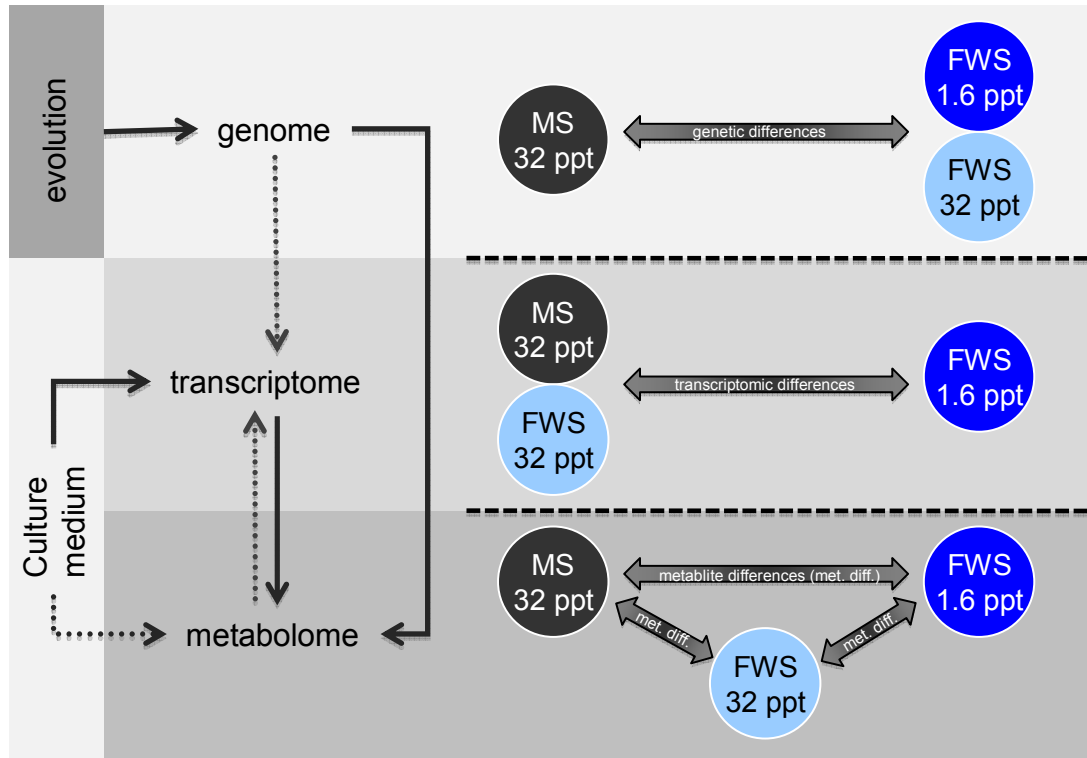 evolution
genome
MS
32 ppt
genetic differences
FWS
1.6 ppt
FWS
32 ppt
transcriptome
MS
32 ppt
FWS
32 ppt
transcriptomic differences
FWS
1.6 ppt
Culture
medium
metabolome
MS
32 ppt
metablite differences (met. diff.)
FWS
1.6 ppt
met. diff.
met. diff.
FWS
32 ppt